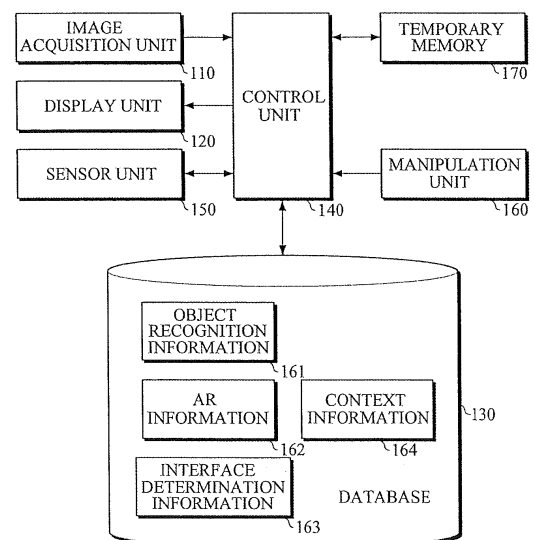 IMAGE
ACQUISITION UNIT
110
DISPLAY UNIT
120
SENSOR UNIT
150
CONTROL
UNIT
140
TEMPORARY
MEMORY
170
MANIPULATION
UNIT
160
OBJECT
RECOGNITION
INFORMATION
161
AR
INFORMATION
162
CONTEXT
INFORMATION
164
INTERFACE
DETERMINATION
INFORMATION
163
DATABASE
130